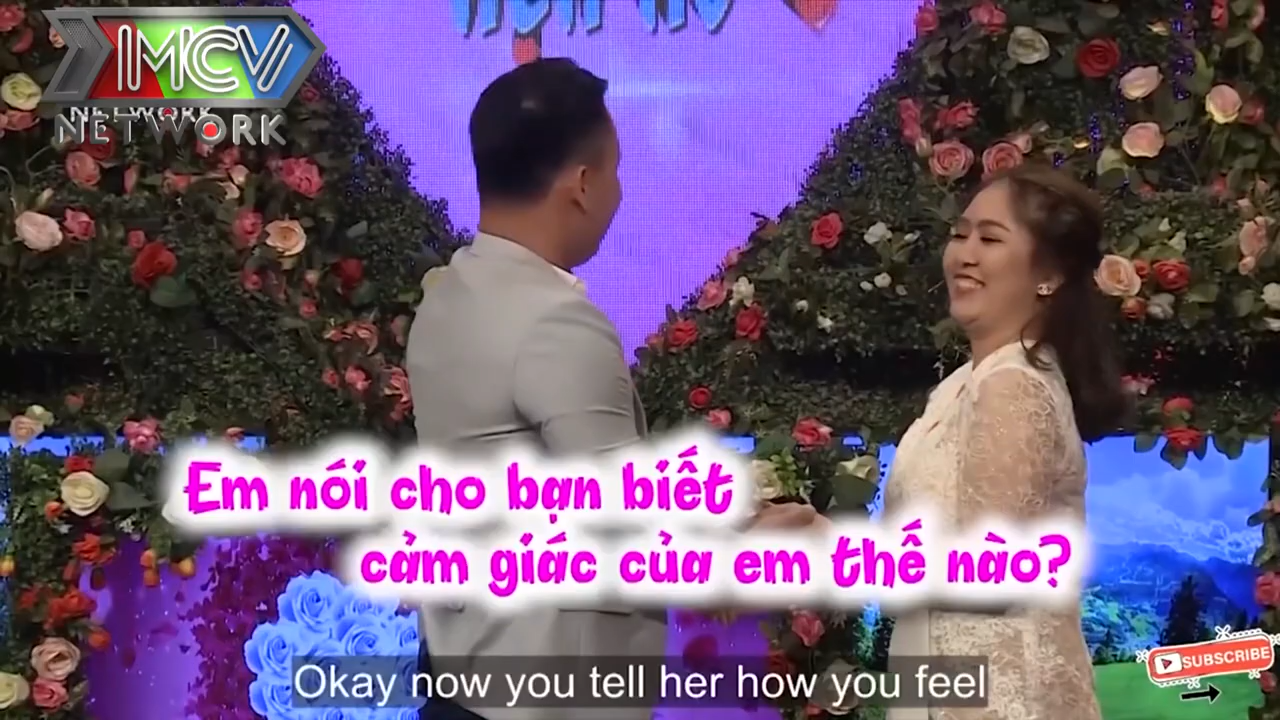 MCV
NETWORK
NETWORK
Em nói cho bạn biết
cảm giác của em thế nào?
Okay now you tell her how you feel
SUBSCRIBE